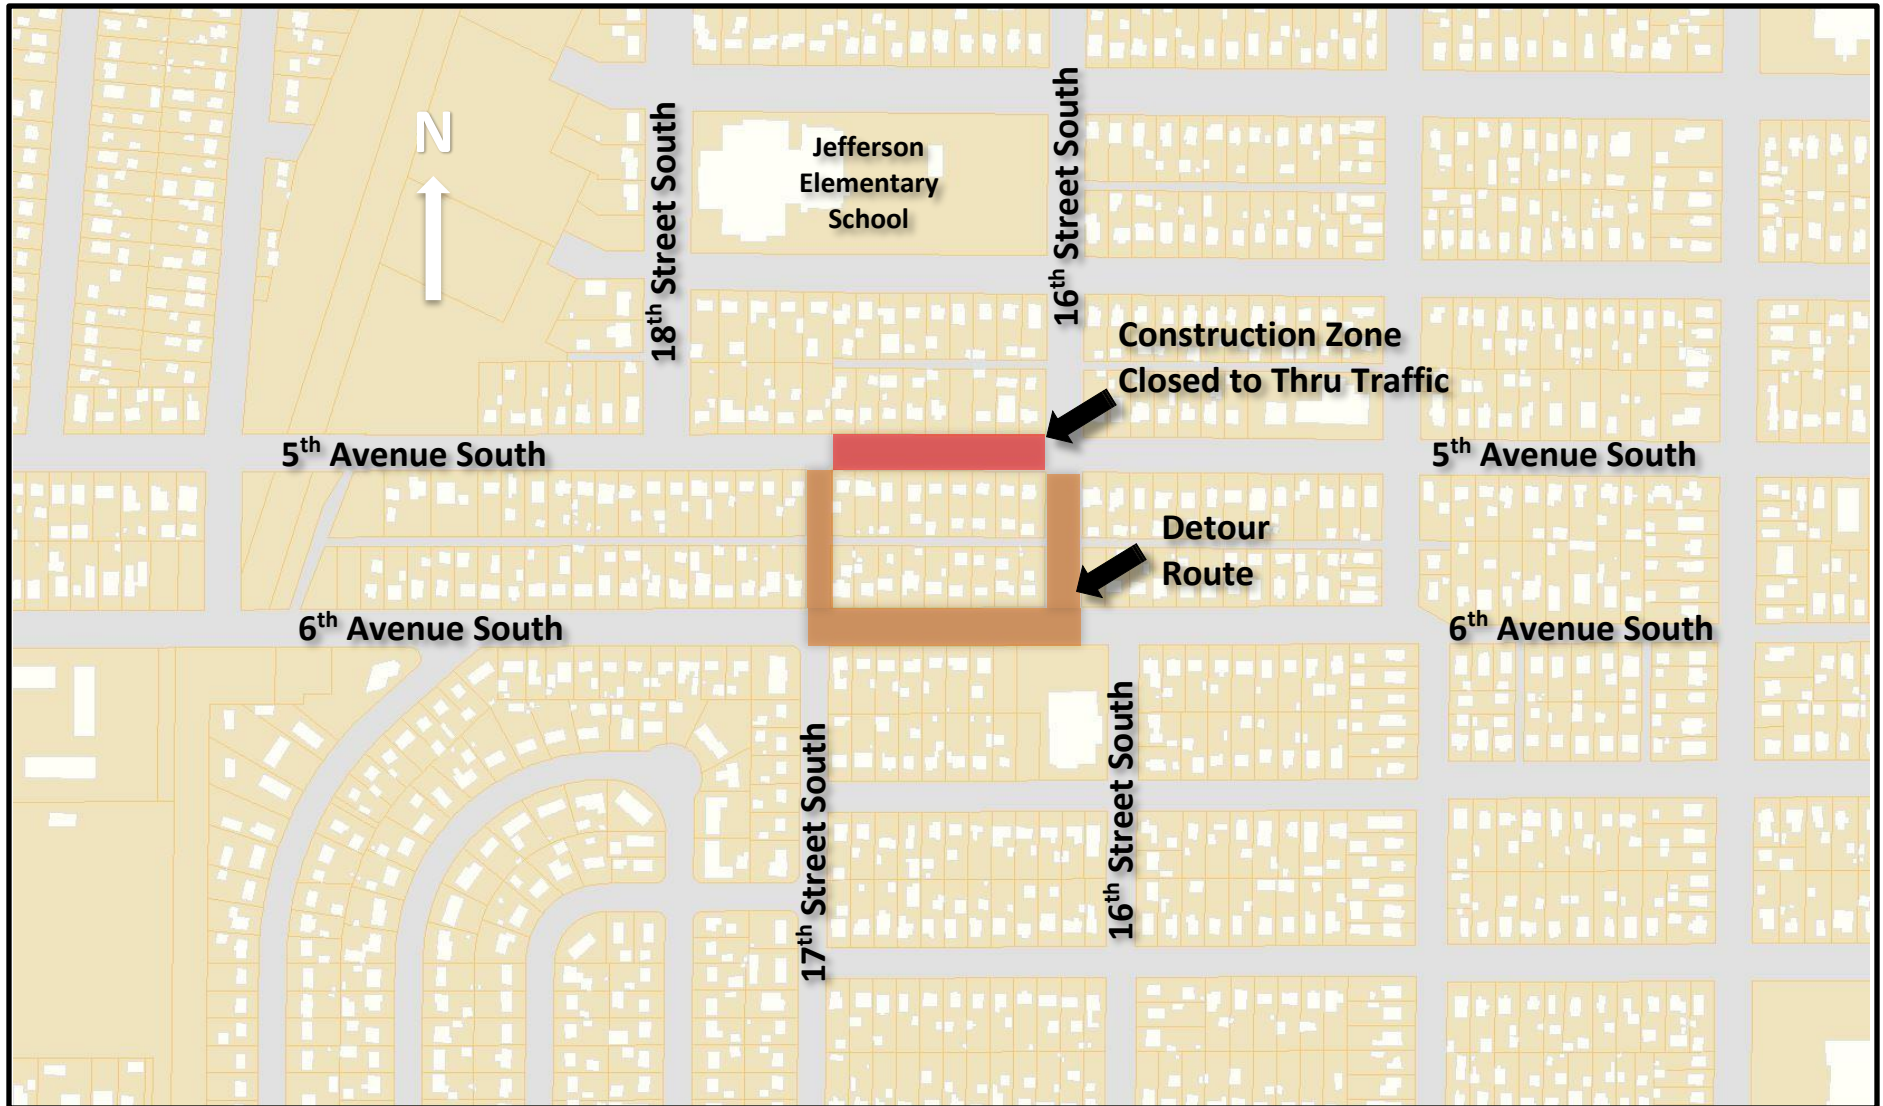 N
18th Street South
Jefferson
Elementary
School
16th Street South
Construction Zone
Closed to Thru Traffic
5th Avenue South
5th Avenue South
Detour
Route
6th Avenue South
6th Avenue South
17th Street South
16th Street South